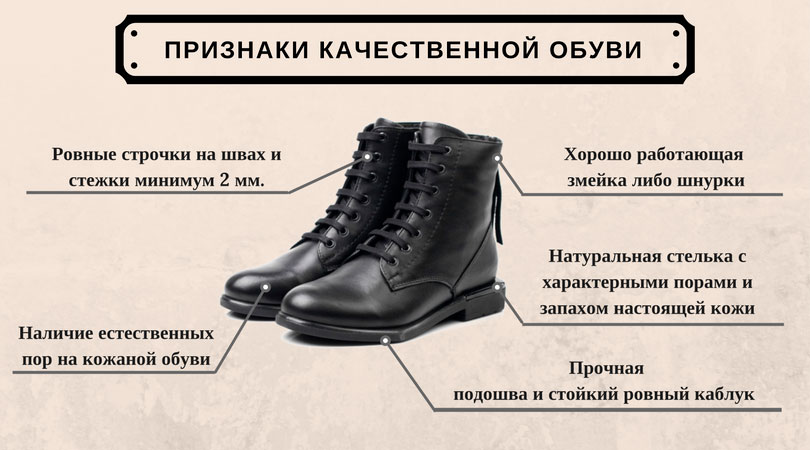 ПРИЗНАКИ КАЧЕСТВЕННОЙ ОБУВИ
Ровные строчки на швах и
стежки минимум 2 мм.
Хорошо работающая
змейка либо шнурки
Натуральная стелька с
характерными порами и
запахом настоящей кожи
Наличие естественных
пор на кожаной обуви
Прочная
подошва и стойкий ровный каблук